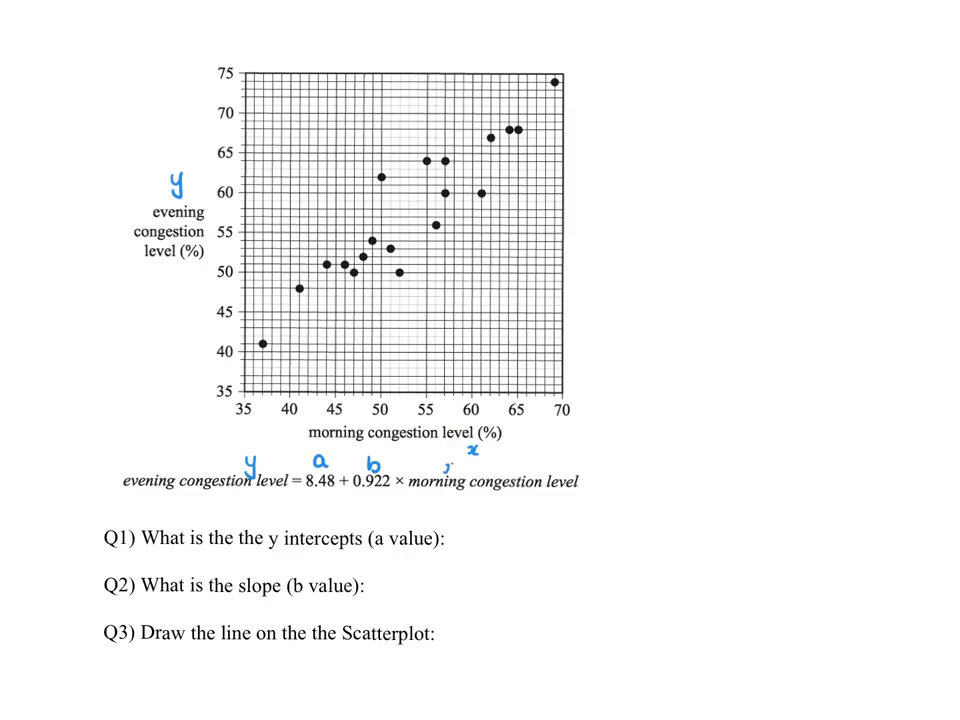 75
70
65
y
60
evening
congestion
55
level (%)
50
45
40
35
35 40 45 50 55 60 65 70
morning congestion level (%)
x
y a b
evening congestion level = 8.48 + 0.922 × morning congestion level
Q1) What is the the y intercepts (a value):
Q2) What is the slope (b value):
Q3) Draw the line on the the Scatterplot: